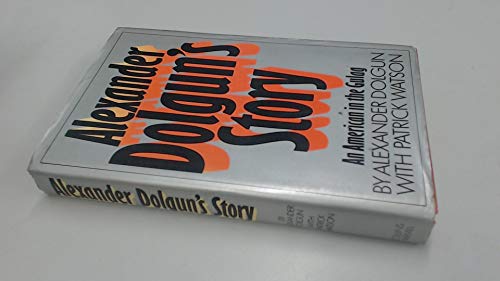 Alexander
Dolgun's
Story
An American in the Gulag
BY ALEXANDER DOLGUN
WITH PATRICK WATSON
Alexander Dolgun's Story